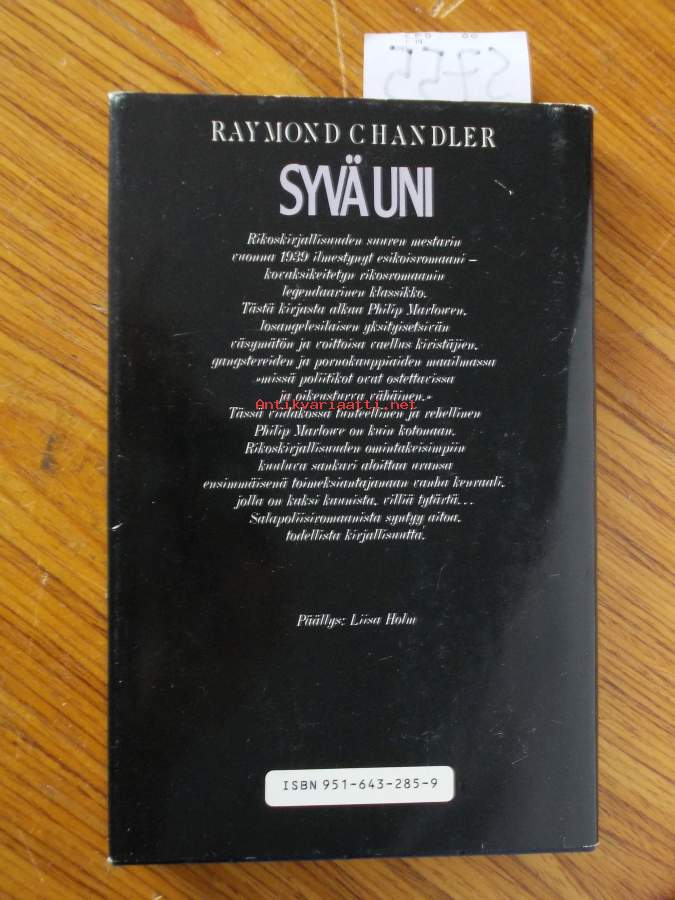 RAYMOND CHANDLER
SYVÄ UNI
Rikoskirjallisuuden suuren mestarin
vuonna 1939 ilmestynyt esikoisromaani –
kovaksikeitetyn rikosromaanin
legendaarinen klassikko.
Tästä kirjasta alkaa Philip Marlowen,
losangelesilaisen yksityisetsivän
väsymätön ja voittoisa vaellus kiristäjien,
gangstereiden ja pornokauppiaiden maailmassa
»missä poliitikot ovat ostettavissa
ja oikeusturva vähäinen.»
Antikvariaatti.net
Tässä viidakossa tunteellinen ja rehellinen
Philip Marlowe on kuin kotonaan.
Rikoskirjallisuuden omintakeisimpiin
kuuluva sankari aloittaa uransa
ensimmäisenä toimeksiantajanaan vanha kenraali,
jolla on kaksi kaunista, villiä tytärtä...
Salapoliisiromaanista syntyy aitoa,
todellista kirjallisuutta.
Päällys: Liisa Holm
ISBN 951-643-285-9